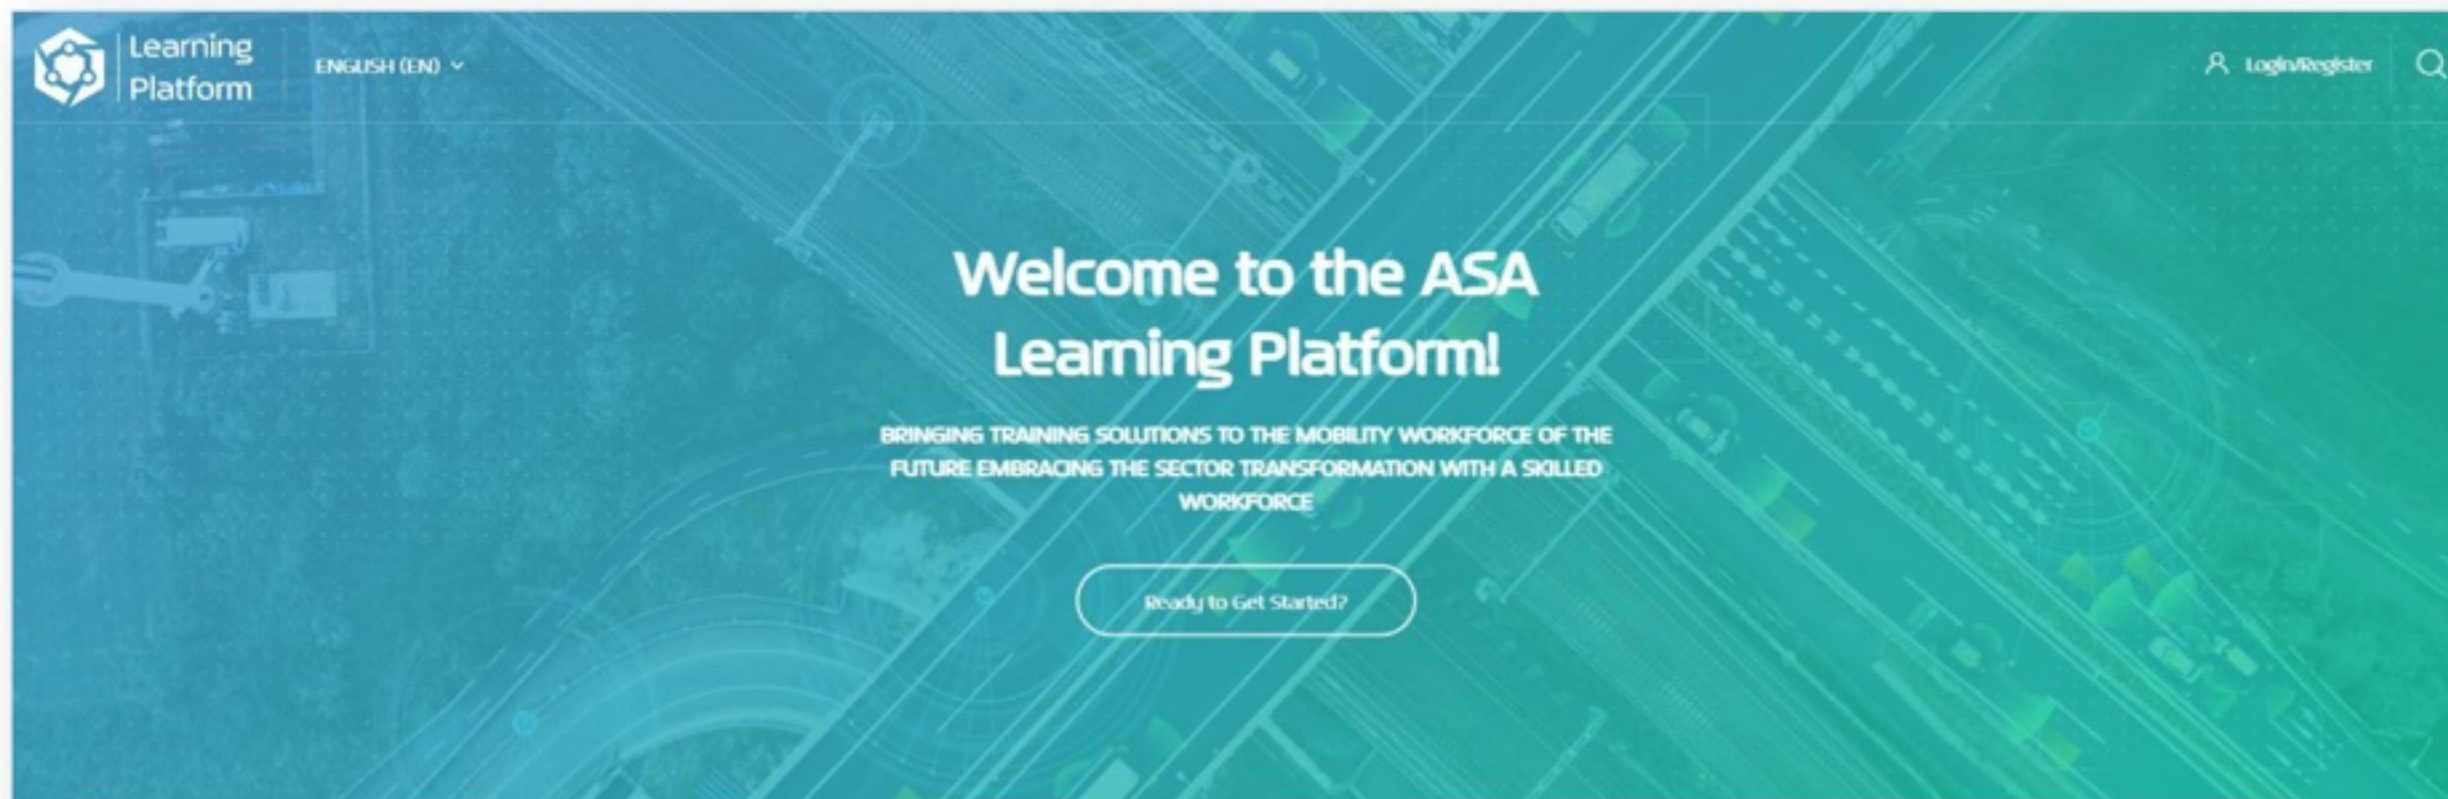 Learning
Platform
ENGLISH (EN)
Login/Register
Welcome to the ASA
Learning Platform!
BRINGING TRAINING SOLUTIONS TO THE MOBILITY WORKFORCE OF THE
FUTURE EMBRACING THE SECTOR TRANSFORMATION WITH A SKILLED
WORKFORCE
Ready to Get Started?